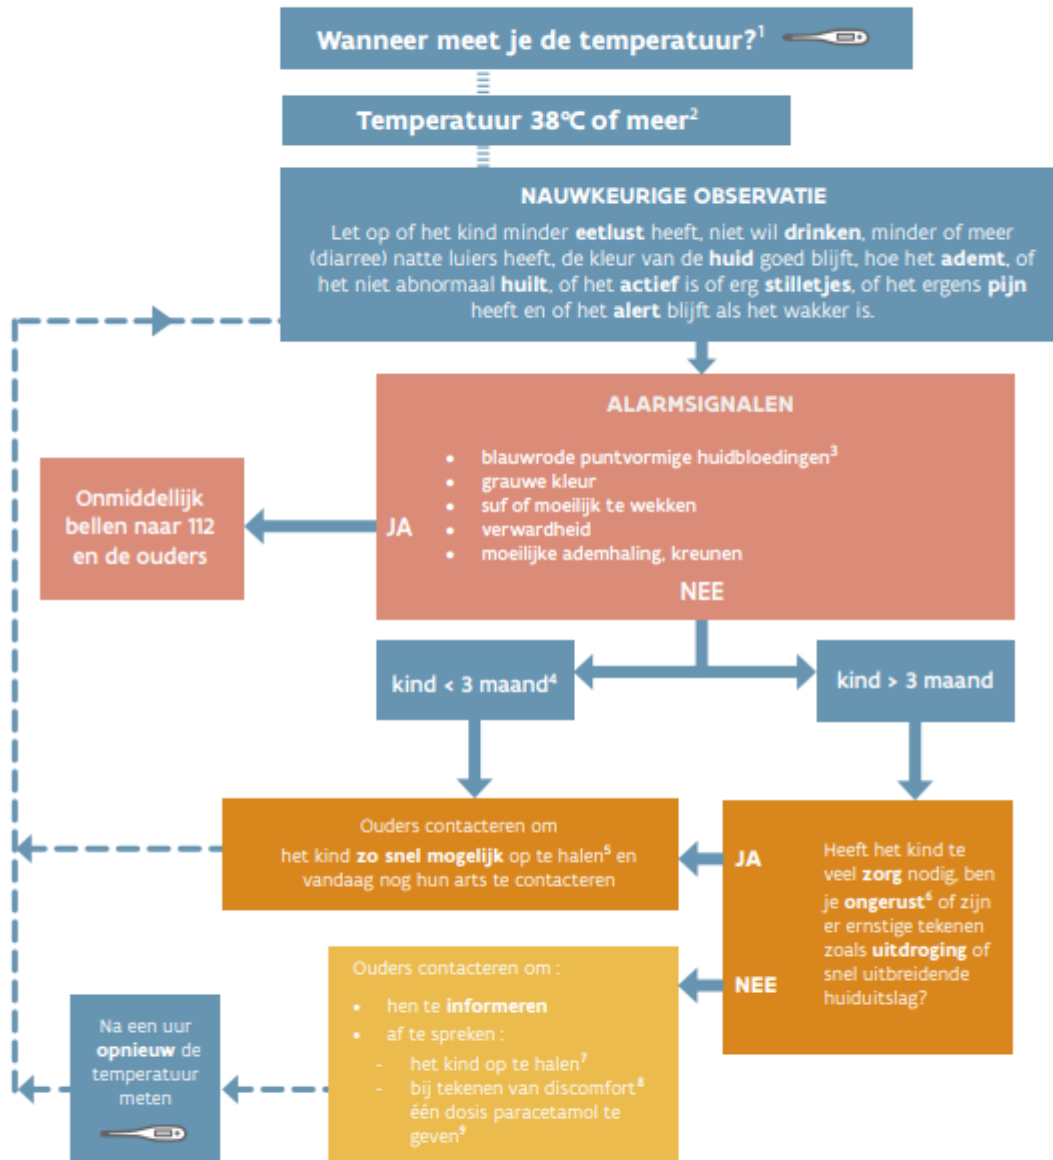 Wanneer meet je de temperatuur?¹
Temperatuur 38°C of meer²
NAUWKEURIGE OBSERVATIE
Let op of het kind minder eetlust heeft, niet wil drinken, minder of meer
(diarree) natte luiers heeft, de kleur van de huid goed blijft, hoe het ademt, of
het niet abnormaal huilt, of het actief is of erg stilletjes, of het ergens pijn
heeft en of het alert blijft als het wakker is.
ALARMSIGNALEN
• blauwrode puntvormige huidbloedingen³
• grauwe kleur
• suf of moeilijk te wekken
• verwardheid
• moeilijke ademhaling, kreunen
JA
NEE
Onmiddellijk
bellen naar 112
en de ouders
kind < 3 maand⁴
kind > 3 maand
Ouders contacteren om
het kind zo snel mogelijk op te halen⁵ en
vandaag nog hun arts te contacteren
JA
NEE
Heeft het kind te
veel zorg nodig, ben
je ongerust⁶ of zijn
er ernstige tekenen
zoals uitdroging of
snel uitbreidende
huiduitslag?
Ouders contacteren om :
• hen te informeren
• af te spreken :
- het kind op te halen⁷
- bij tekenen van discomfort⁸
één dosis paracetamol te
geven⁹
Na een uur
opnieuw de
temperatuur
meten